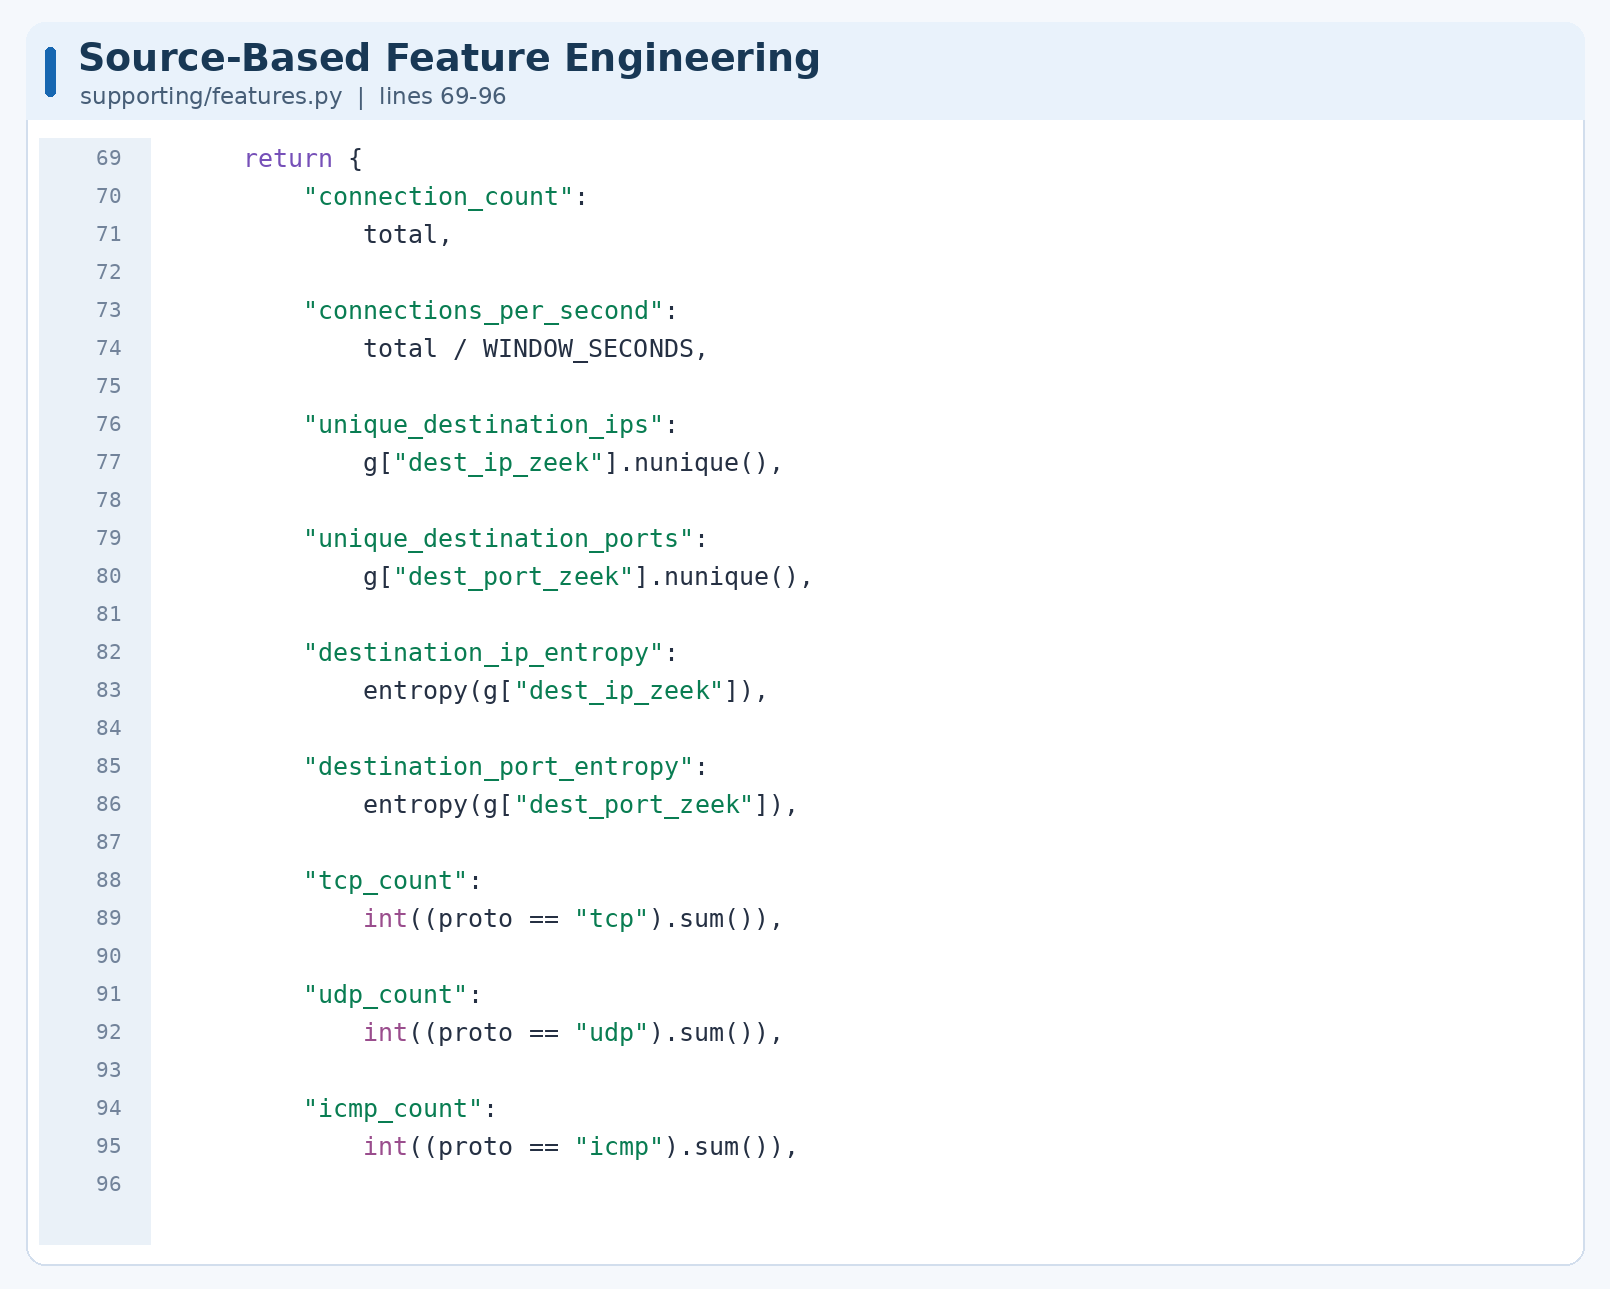 Source-Based Feature Engineering
supporting/features.py | lines 69-96
69 return {
70 "connection_count":
71 total,
72
73 "connections_per_second":
74 total / WINDOW_SECONDS,
75
76 "unique_destination_ips":
77 g["dest_ip_zeek"].nunique(),
78
79 "unique_destination_ports":
80 g["dest_port_zeek"].nunique(),
81
82 "destination_ip_entropy":
83 entropy(g["dest_ip_zeek"]),
84
85 "destination_port_entropy":
86 entropy(g["dest_port_zeek"]),
87
88 "tcp_count":
89 int((proto == "tcp").sum()),
90
91 "udp_count":
92 int((proto == "udp").sum()),
93
94 "icmp_count":
95 int((proto == "icmp").sum()),
96